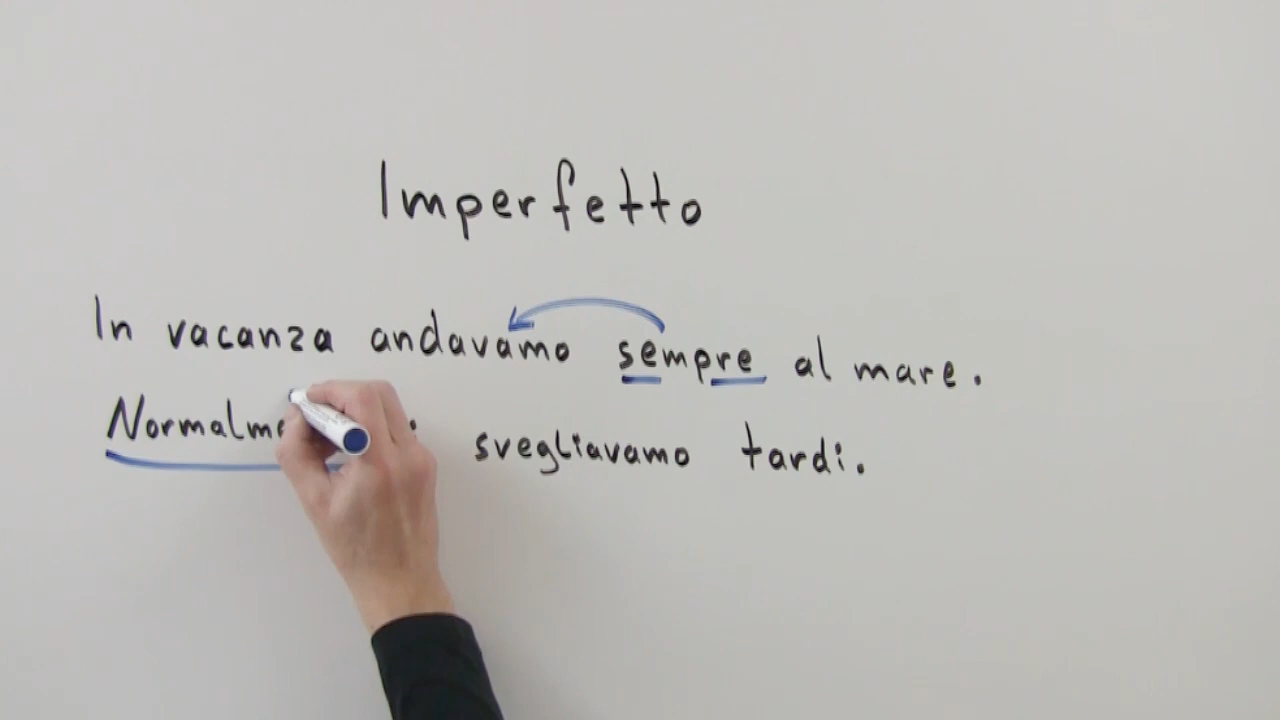 Imperfetto
In vacanza andavamo sempre al mare.
svegliavamo tardi.